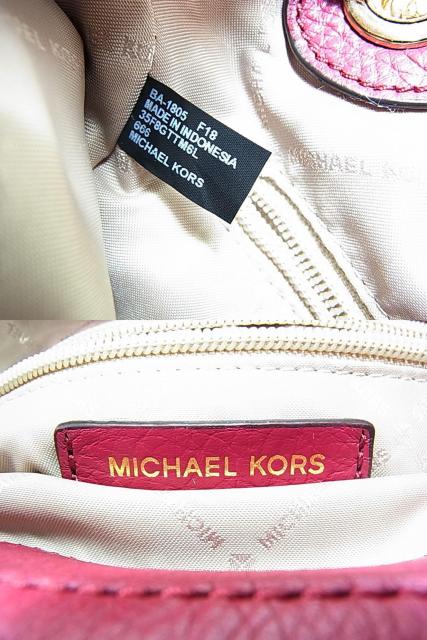 BA-1805 F18
MADE IN INDONESIA
35F8GTTM6L
666
MICHAEL KORS
MICHAEL KORS